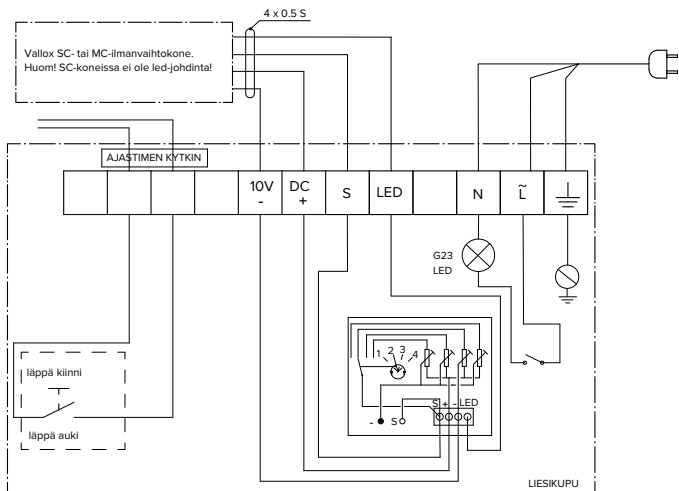 4 x 0.5 S
Vallox SC- tai MC-ilmanvaihtokone.
Huom! SC-koneissa ei ole led-johdinta!
AJASTIMEN KYTKIN
10V
-
DC
+
S
LED
N
~
L
G23
LED
1
2
3
4
S + - LED
- S
läppä kiinni
läppä auki
LIESIKUPU